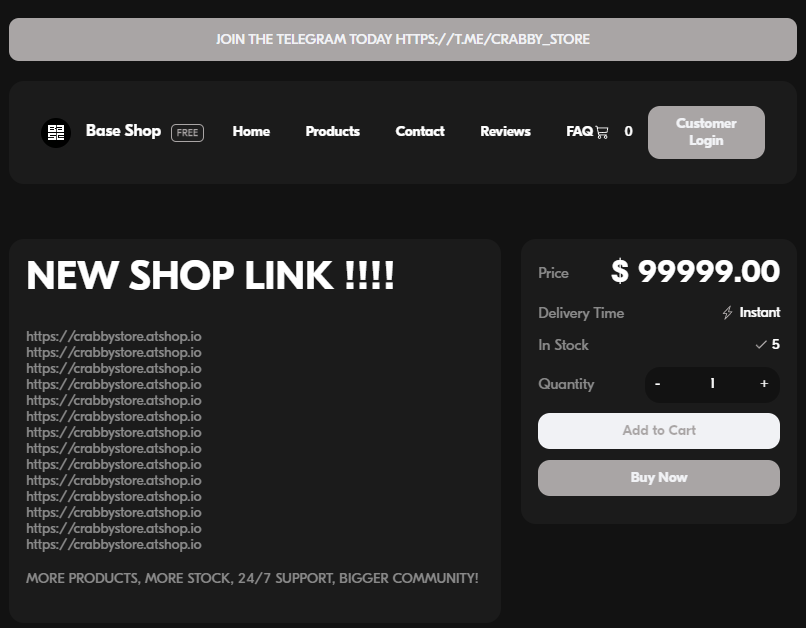 JOIN THE TELEGRAM TODAY HTTPS://T.ME/CRABBY_STORE
Base Shop FREE Home Products Contact Reviews FAQ 0 Customer Login
NEW SHOP LINK !!!!
https://crabbystore.atshop.io
https://crabbystore.atshop.io
https://crabbystore.atshop.io
https://crabbystore.atshop.io
https://crabbystore.atshop.io
https://crabbystore.atshop.io
https://crabbystore.atshop.io
https://crabbystore.atshop.io
https://crabbystore.atshop.io
https://crabbystore.atshop.io
https://crabbystore.atshop.io
https://crabbystore.atshop.io
https://crabbystore.atshop.io
https://crabbystore.atshop.io
MORE PRODUCTS, MORE STOCK, 24/7 SUPPORT, BIGGER COMMUNITY!
Price $ 99999.00
Delivery Time Instant
In Stock 5
Quantity - 1 +
Add to Cart
Buy Now